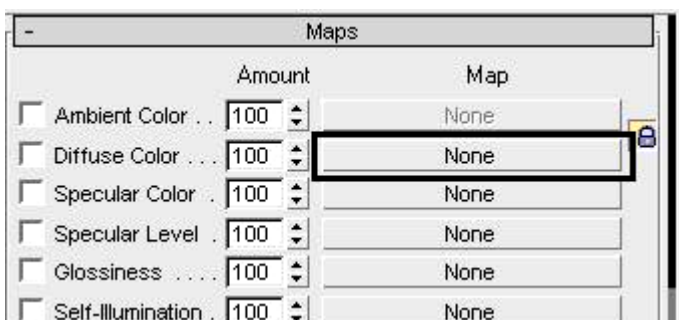 - Maps
Amount Map
Ambient Color . . 100 None
Diffuse Color . . . 100 None
Specular Color . 100 None
Specular Level . 100 None
Glossiness . . . . 100 None
Self-Illumination . 100 None